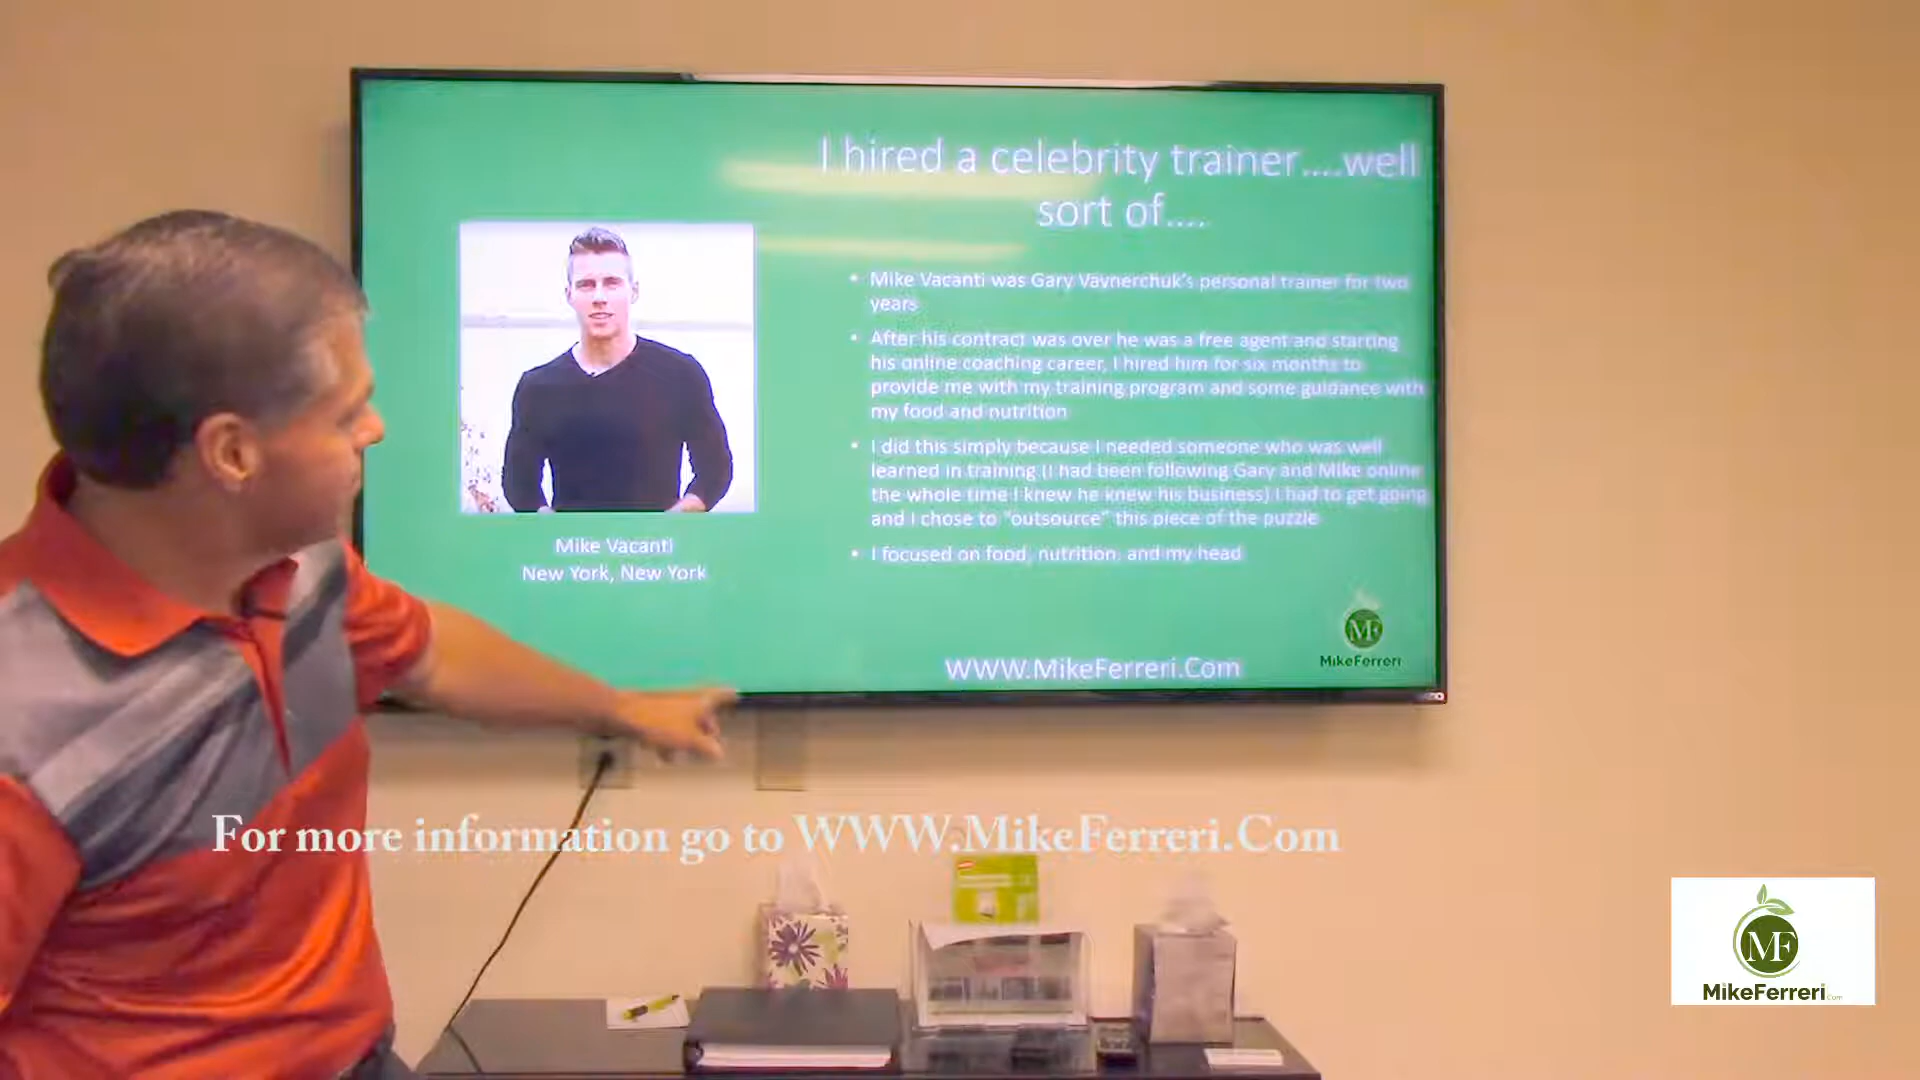 I hired a celebrity trainer....well
sort of....
• Mike Vacanti was Gary Vaynerchuk's personal trainer for two
years
• After his contract was over he was a free agent and starting
his online coaching career, I hired him for six months to
provide me with my training program and some guidance with
my food and nutrition
• I did this simply because I needed someone who was well
learned in training (I had been following Gary and Mike online
the whole time I knew he knew his business) I had to get going
and I chose to "outsource" this piece of the puzzle
• I focused on food, nutrition, and my head
Mike Vacanti
New York, New York
MF
MikeFerreri
WWW.MikeFerreri.Com
For more information go to WWW.MikeFerreri.Com
MF
MikeFerreri.Com